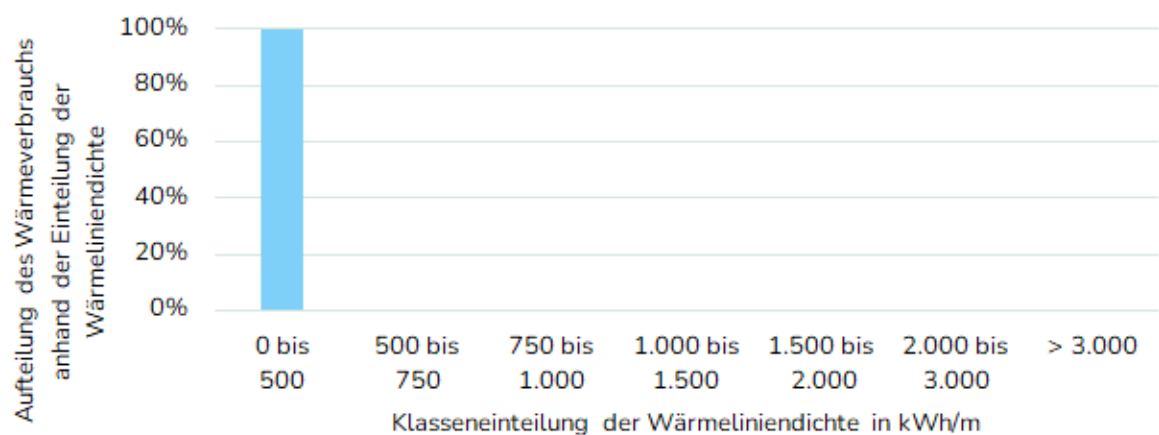 Aufteilung des Wärmeverbrauchs
anhand der Einteilung der
Wärmeliniendichte
100%
80%
60%
40%
20%
0%
0 bis
500
500 bis
750
750 bis
1.000
1.000 bis
1.500
1.500 bis
2.000
2.000 bis
3.000
> 3.000
Klasseneinteilung der Wärmeliniendichte in kWh/m